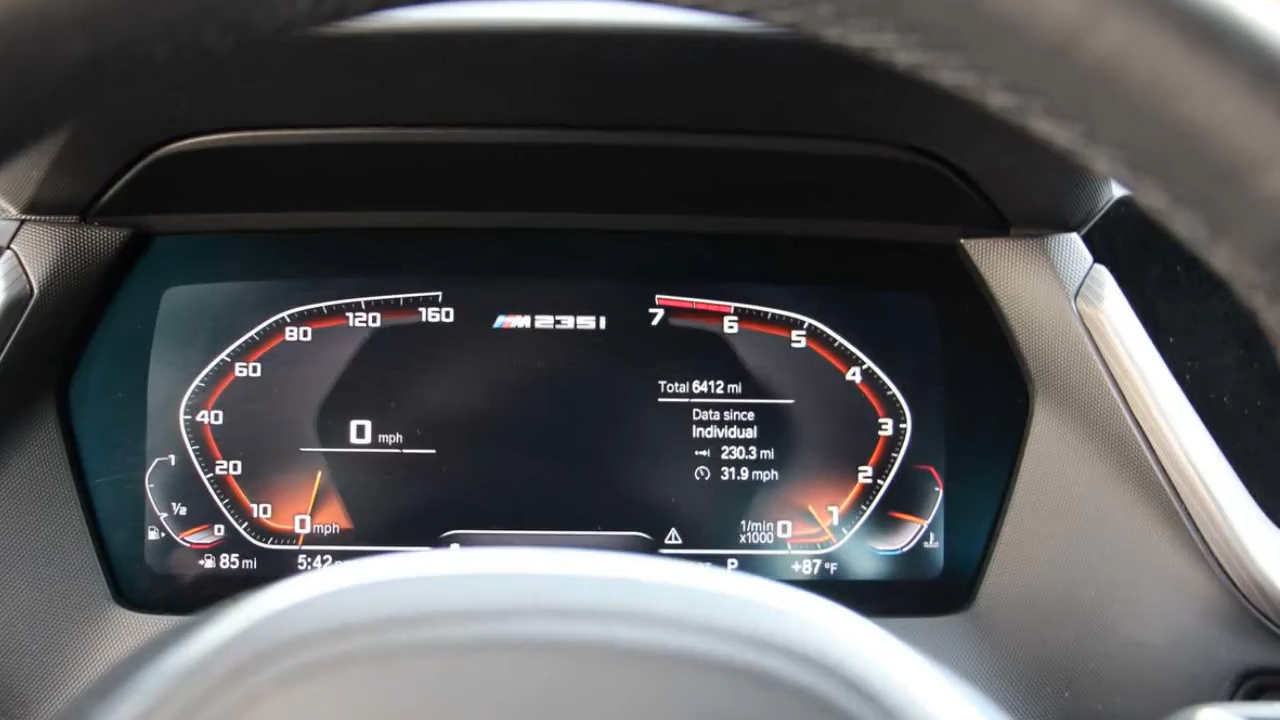 160
120
80
60
40
20
10
0 mph
0 mph
1
1/2
0
85 mi
5:42
M235i
7
6
5
4
3
2
1
0
1/min
x1000
Total 6412 mi
Data since
Individual
230.3 mi
31.9 mph
P
+87 °F